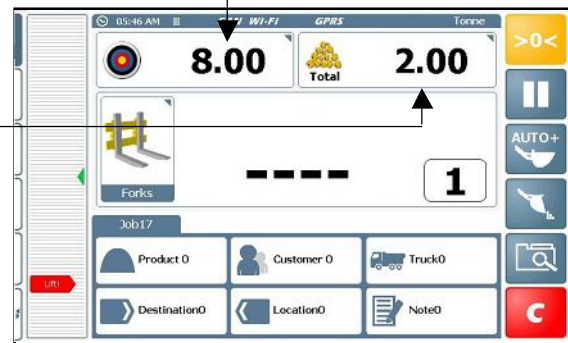 05:46 AM WI-FI GPRS Tonne
8.00
Total
2.00
>0<
AUTO+
Forks
----
1
Job17
Product 0 Customer 0 Truck0
Lift!
Destination0 Location0 Note0
C